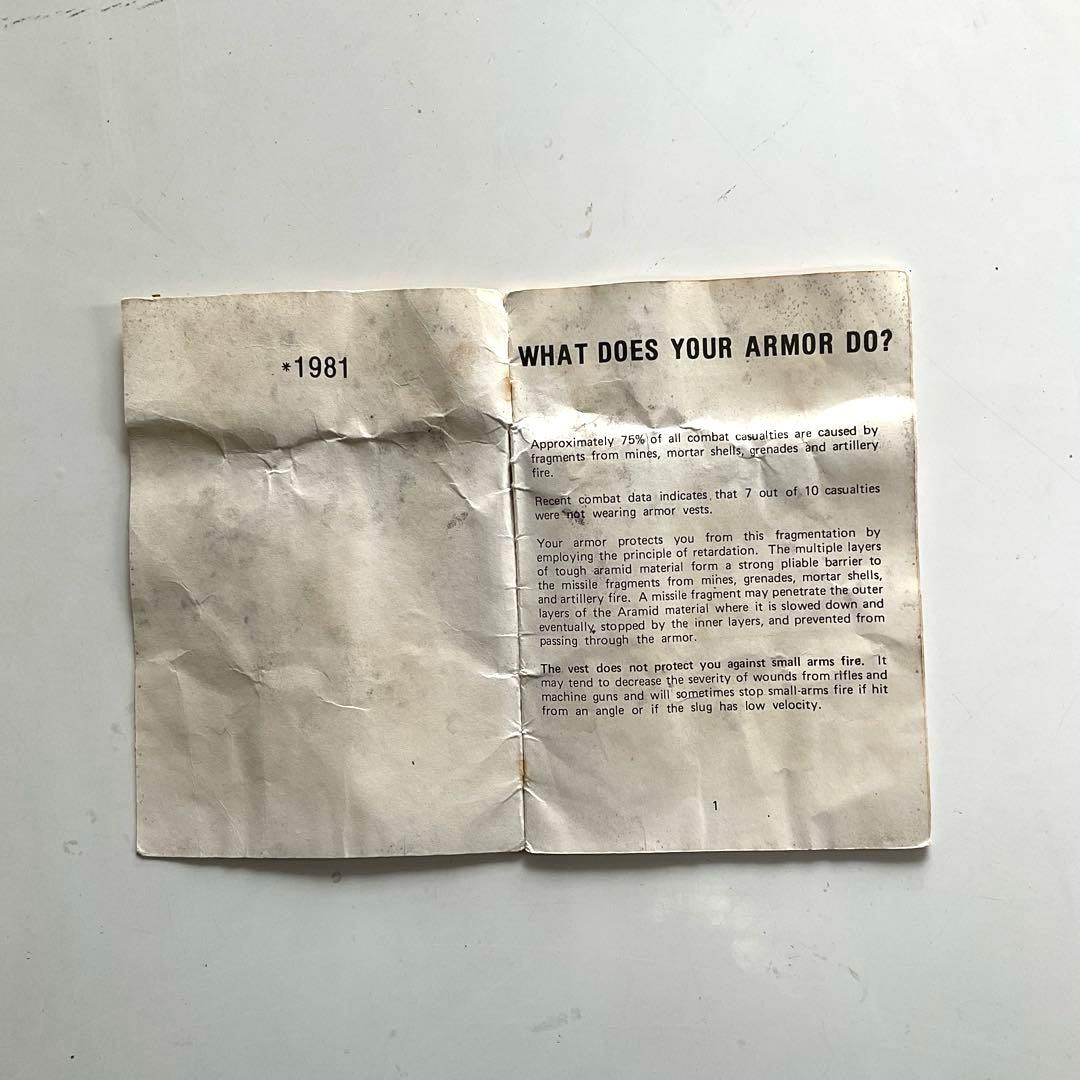 *1981
WHAT DOES YOUR ARMOR DO?
Approximately 75% of all combat casualties are caused by
fragments from mines, mortar shells, grenades and artillery
fire.
Recent combat data indicates that 7 out of 10 casualties
were not wearing armor vests.
Your armor protects you from this fragmentation by
employing the principle of retardation. The multiple layers
of tough aramid material form a strong pliable barrier to
the missile fragments from mines, grenades, mortar shells,
and artillery fire. A missile fragment may penetrate the outer
layers of the Aramid material where it is slowed down and
eventually stopped by the inner layers, and prevented from
passing through the armor.
The vest does not protect you against small arms fire. It
may tend to decrease the severity of wounds from rifles and
machine guns and will sometimes stop small-arms fire if hit
from an angle or if the slug has low velocity.
1